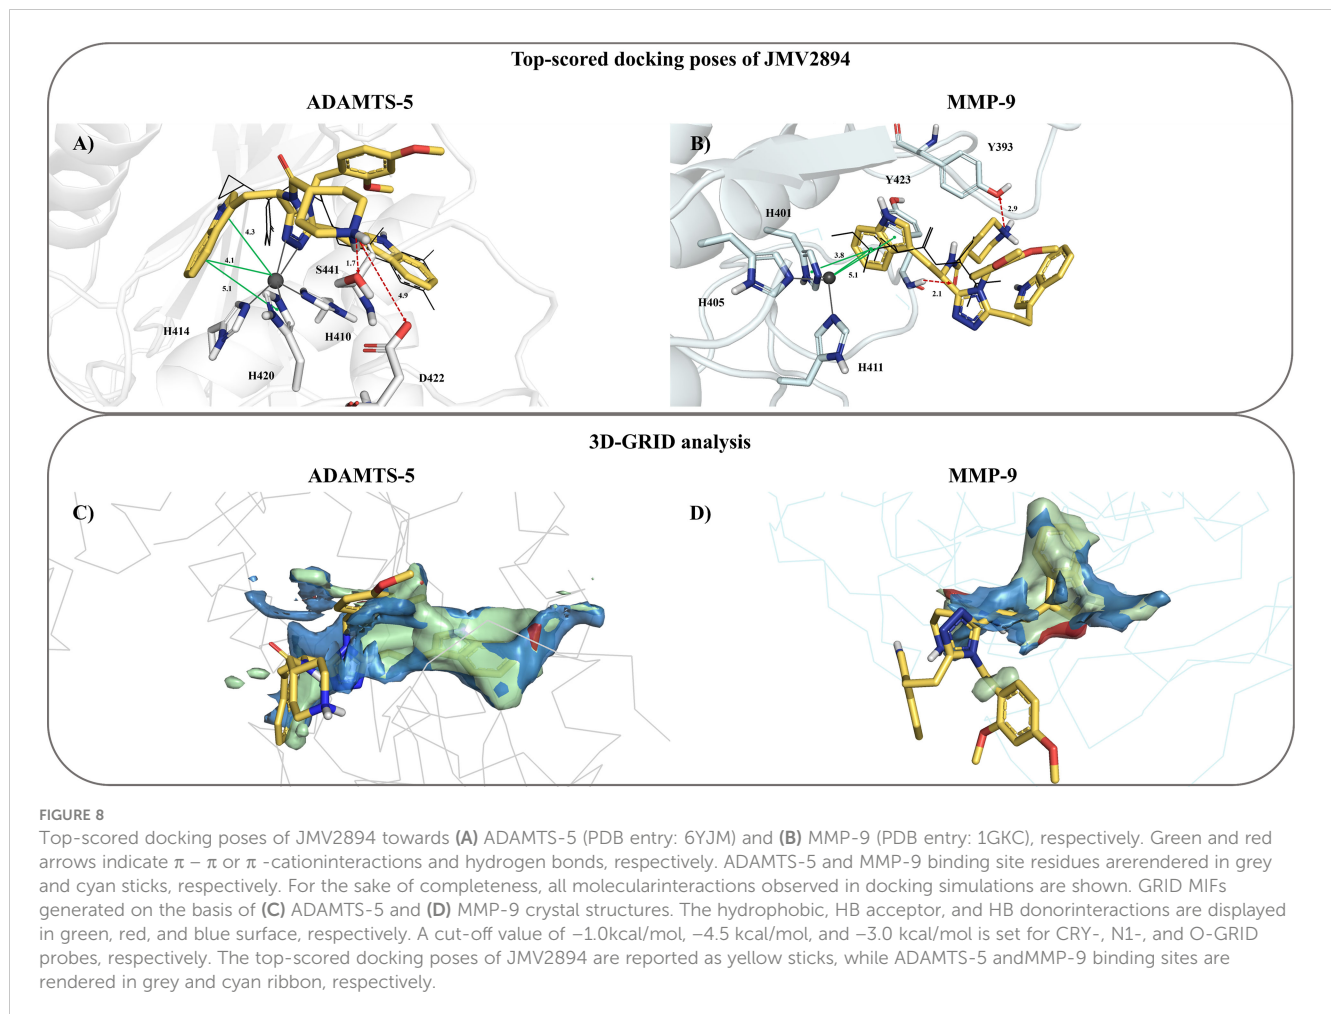 Top-scored docking poses of JMV2894
ADAMTS-5
MMP-9
A)
4.3
4.1
5.1
S441
1.7
4.9
H414
H410
H420
D422
B)
Y393
Y423
2.9
H401
3.8
5.1
2.1
H405
H411
3D-GRID analysis
ADAMTS-5
MMP-9
C)
D)
FIGURE 8
Top-scored docking poses of JMV2894 towards (A) ADAMTS-5 (PDB entry: 6YJM) and (B) MMP-9 (PDB entry: 1GKC), respectively. Green and red
arrows indicate π – π or π -cationinteractions and hydrogen bonds, respectively. ADAMTS-5 and MMP-9 binding site residues arerendered in grey
and cyan sticks, respectively. For the sake of completeness, all molecularinteractions observed in docking simulations are shown. GRID MIFs
generated on the basis of (C) ADAMTS-5 and (D) MMP-9 crystal structures. The hydrophobic, HB acceptor, and HB donorinteractions are displayed
in green, red, and blue surface, respectively. A cut-off value of −1.0kcal/mol, −4.5 kcal/mol, and −3.0 kcal/mol is set for CRY-, N1-, and O-GRID
probes, respectively. The top-scored docking poses of JMV2894 are reported as yellow sticks, while ADAMTS-5 andMMP-9 binding sites are
rendered in grey and cyan ribbon, respectively.